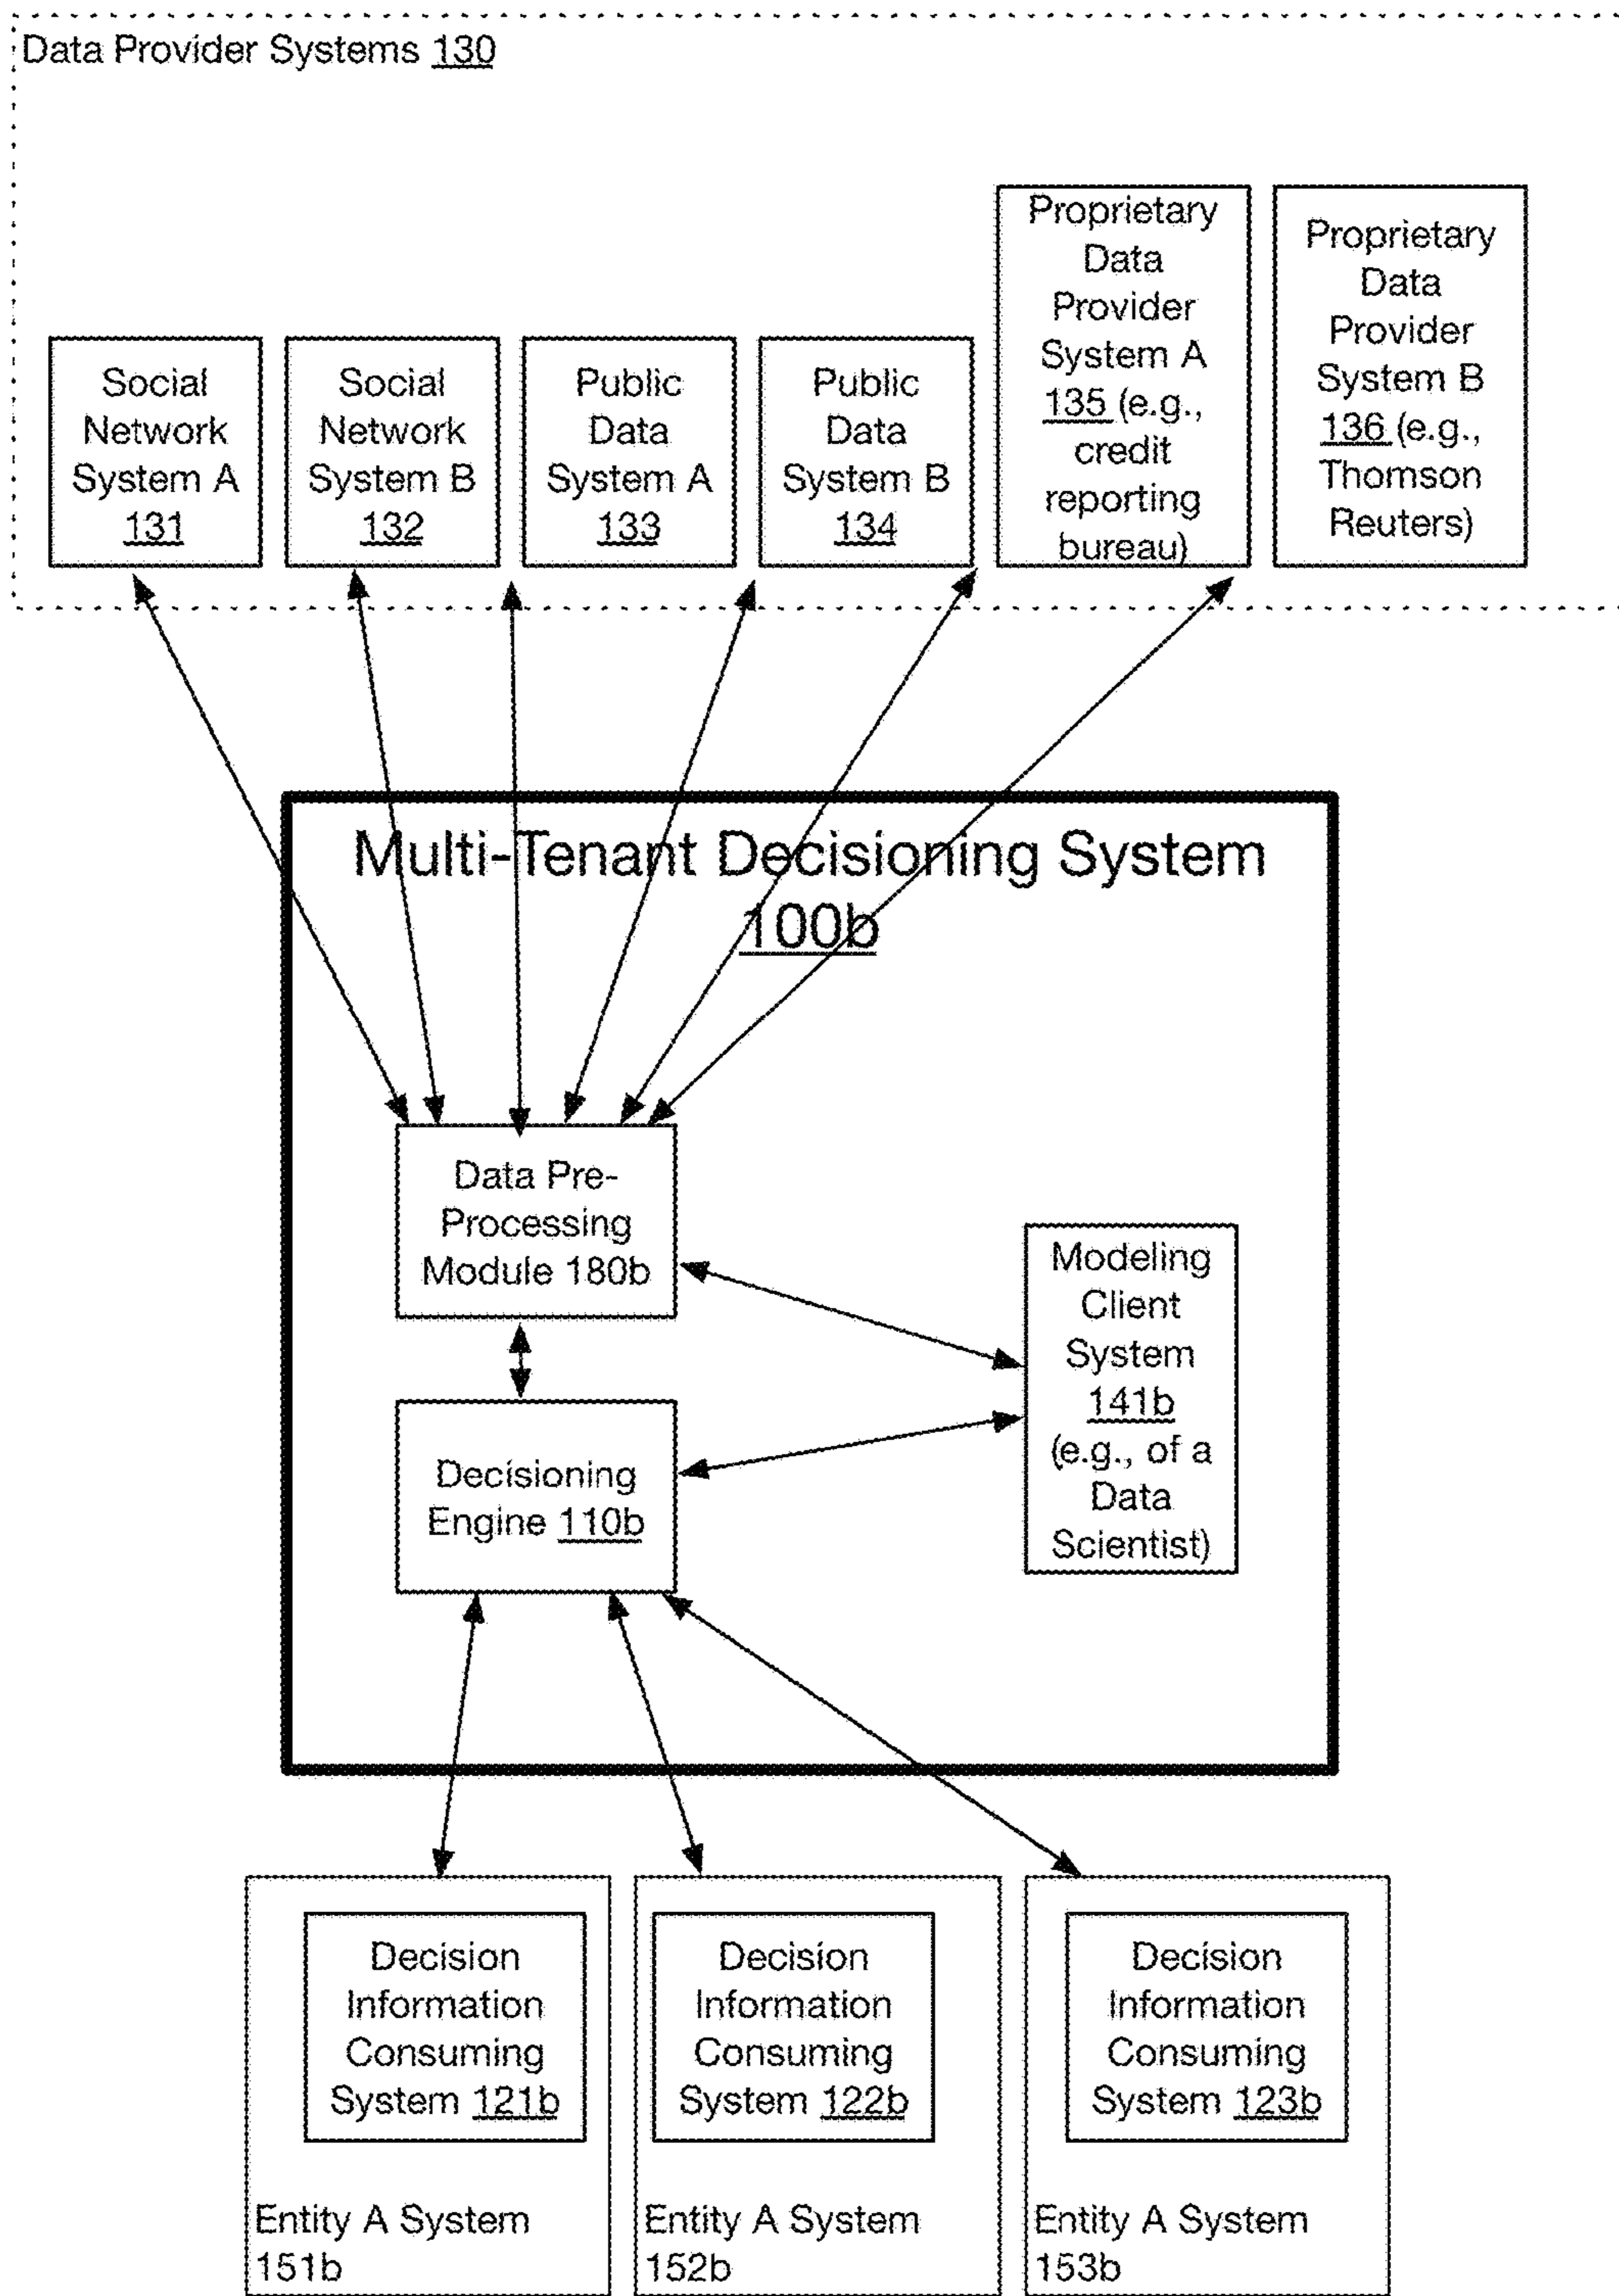 Data Provider Systems 130
Social
Network
System A
131
Social
Network
System B
132
Public
Data
System A
133
Public
Data
System B
134
Proprietary
Data
Provider
System A
135 (e.g.,
credit
reporting
bureau)
Proprietary
Data
Provider
System B
136 (e.g.,
Thomson
Reuters)
Multi-Tenant Decisioning System
100b
Data Pre-
Processing
Module 180b
Modeling
Client
System
141b
(e.g., of a
Data
Scientist)
Decisioning
Engine 110b
Decision
Information
Consuming
System 121b
Entity A System
151b
Decision
Information
Consuming
System 122b
Entity A System
152b
Decision
Information
Consuming
System 123b
Entity A System
153b